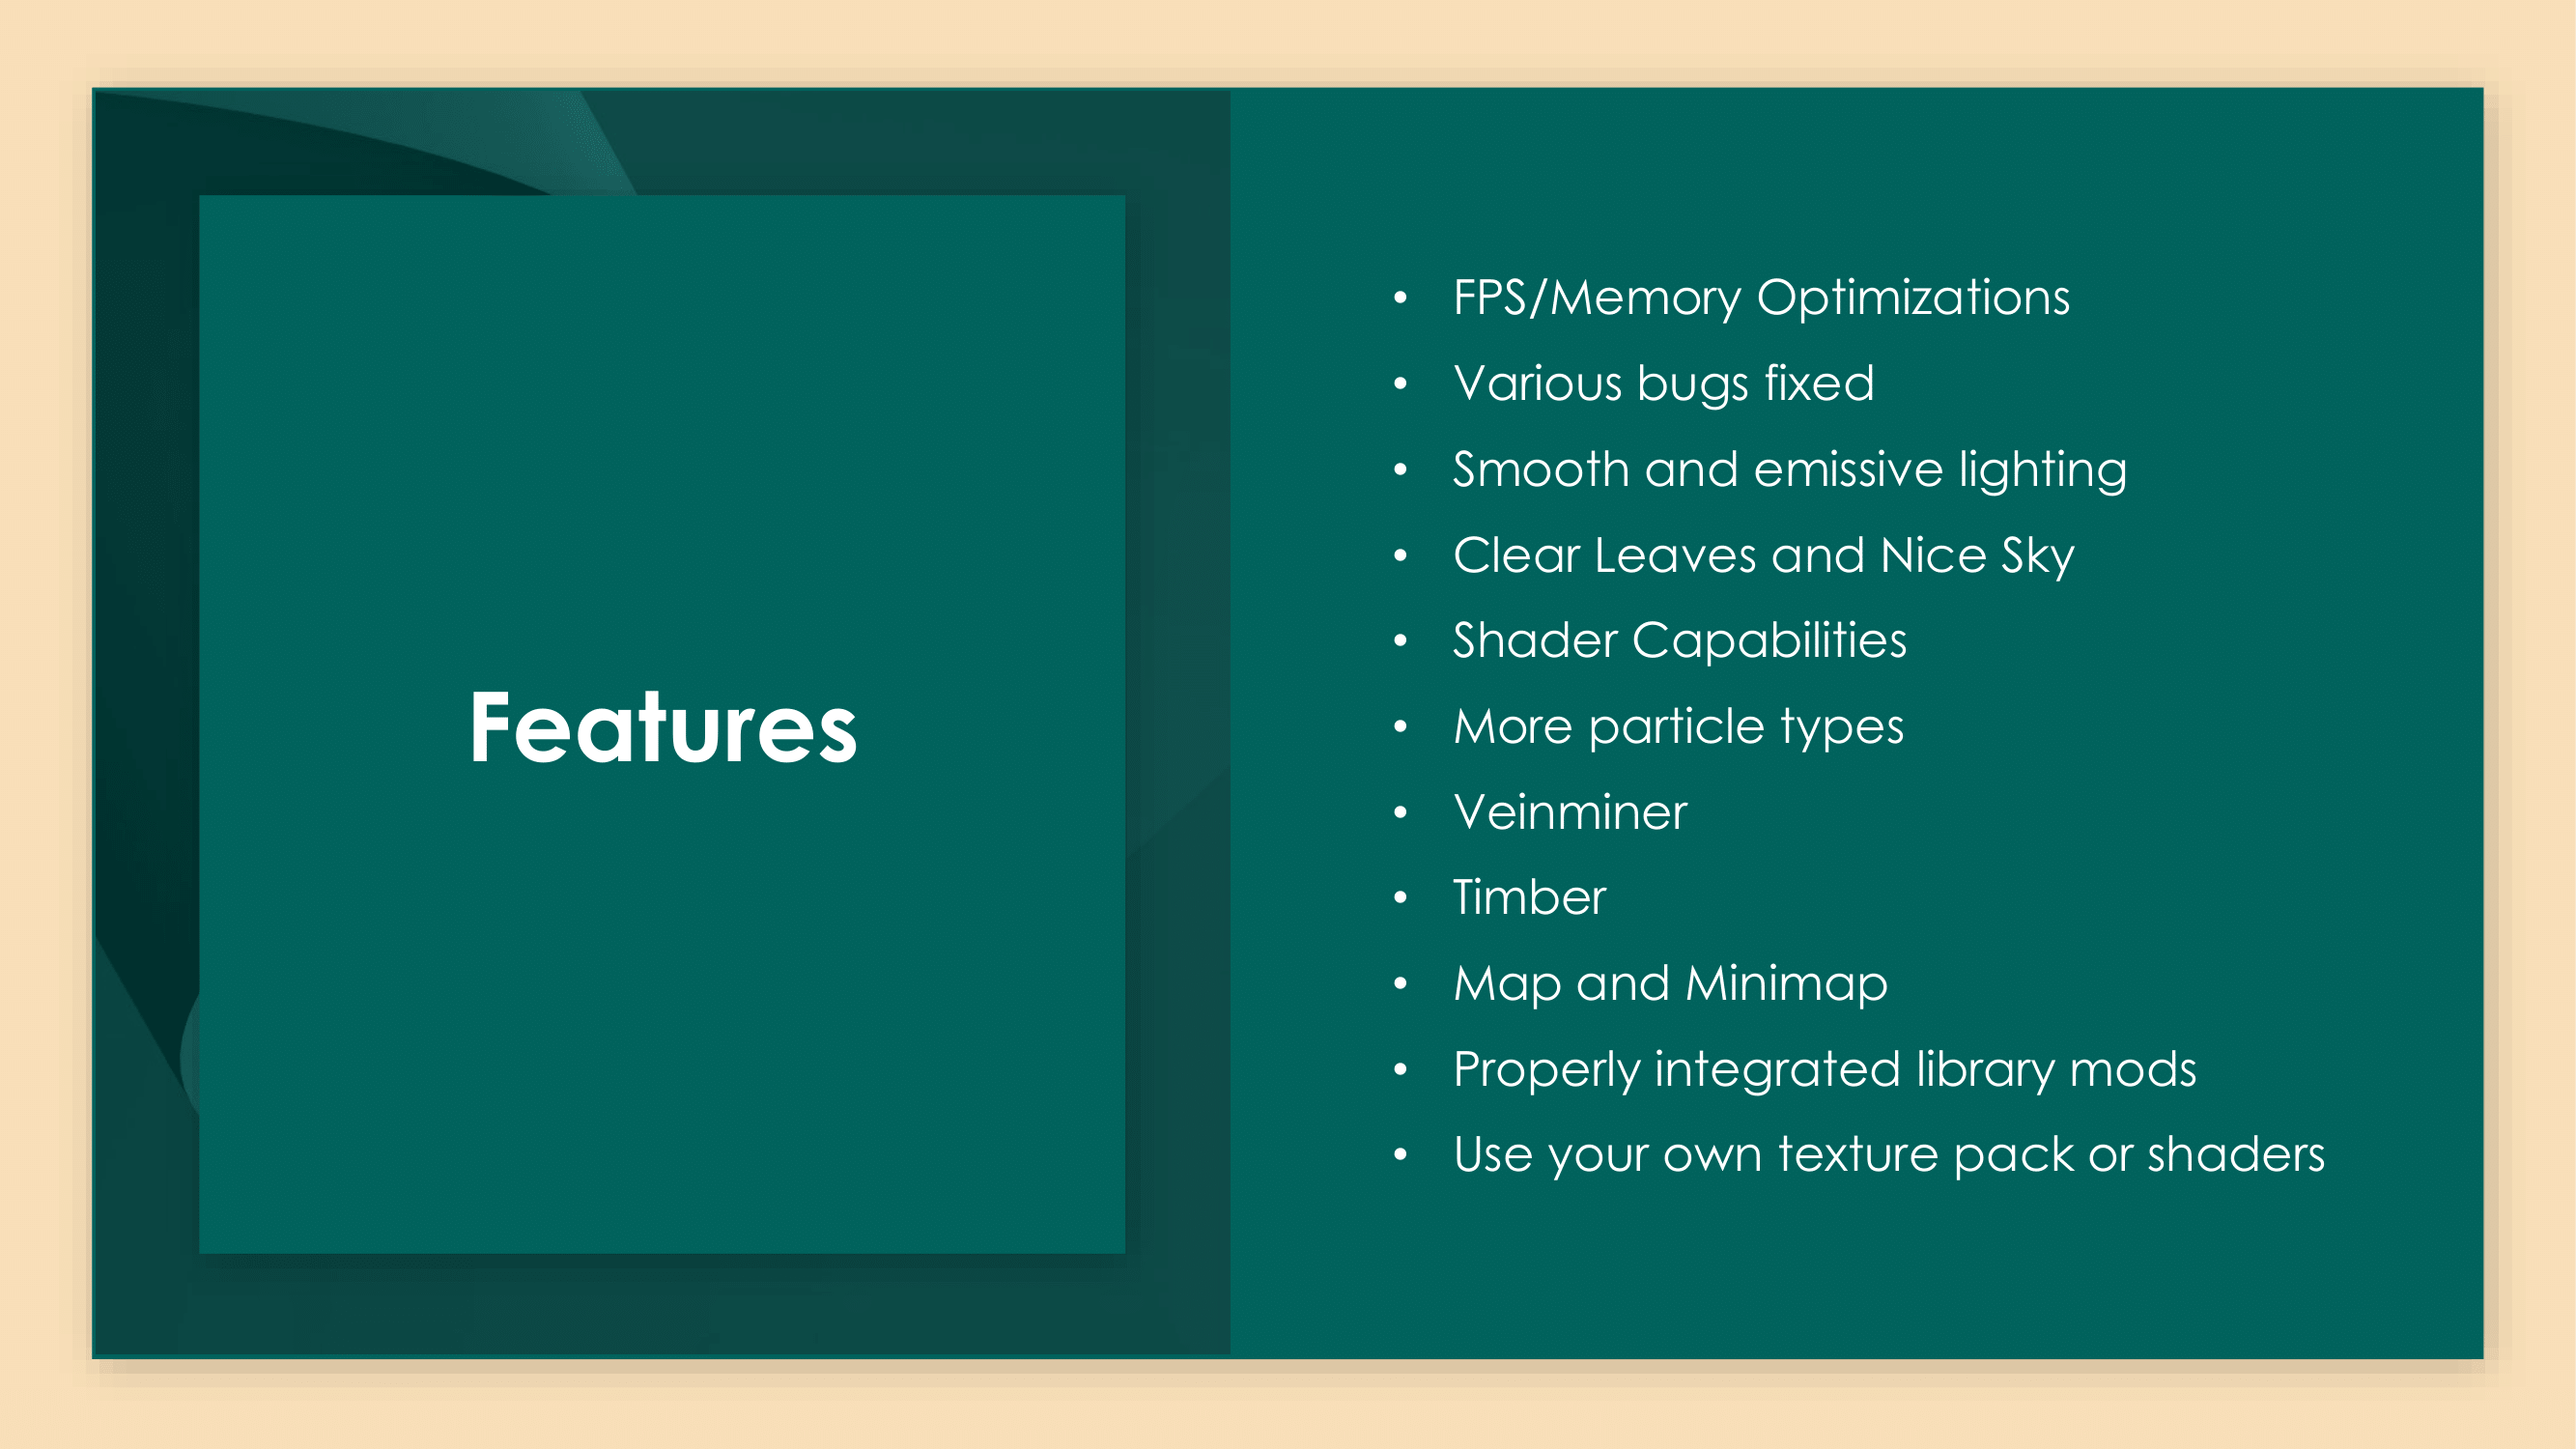 Features
• FPS/Memory Optimizations
• Various bugs fixed
• Smooth and emissive lighting
• Clear Leaves and Nice Sky
• Shader Capabilities
• More particle types
• Veinminer
• Timber
• Map and Minimap
• Properly integrated library mods
• Use your own texture pack or shaders